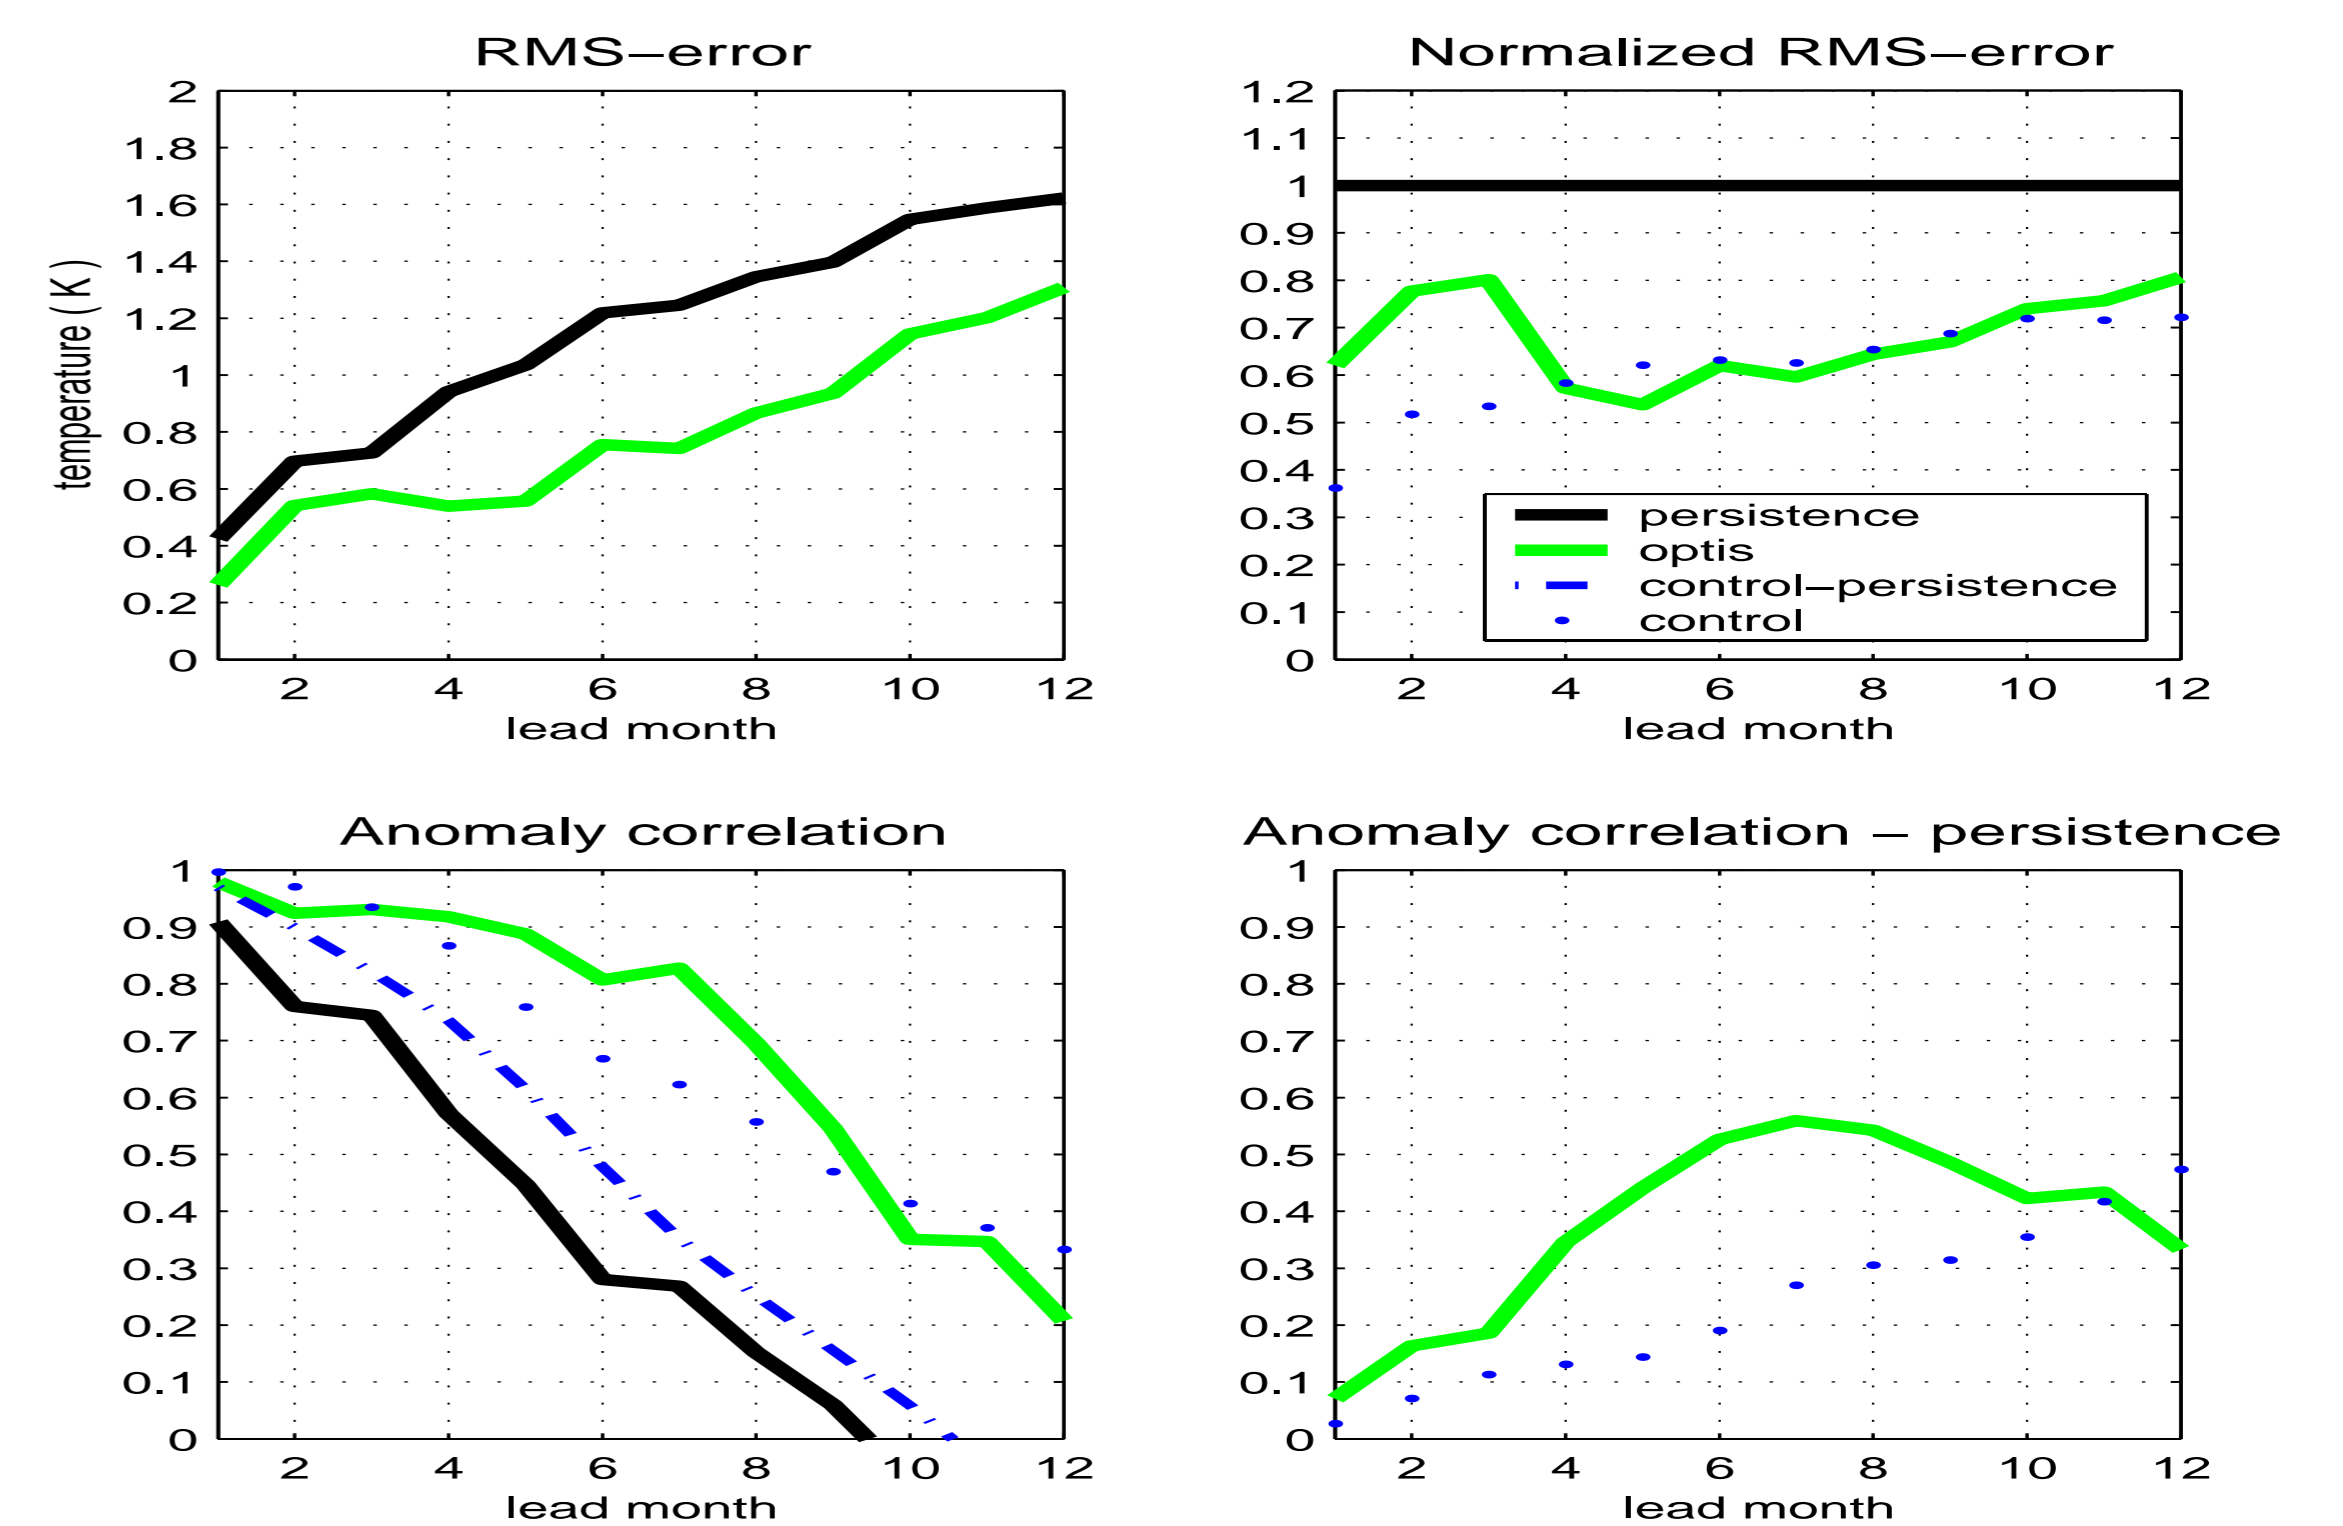 RMS−error
2
1.8
1.6
1.4
1.2
1
0.8
0.6
0.4
0.2
0
temperature ( K )
2 4 6 8 10 12
lead month
Normalized RMS−error
1.2
1.1
1
0.9
0.8
0.7
0.6
0.5
0.4
0.3
0.2
0.1
0
persistence
optis
control−persistence
control
2 4 6 8 10 12
lead month
Anomaly correlation
1
0.9
0.8
0.7
0.6
0.5
0.4
0.3
0.2
0.1
0
2 4 6 8 10 12
lead month
Anomaly correlation − persistence
1
0.9
0.8
0.7
0.6
0.5
0.4
0.3
0.2
0.1
0
2 4 6 8 10 12
lead month